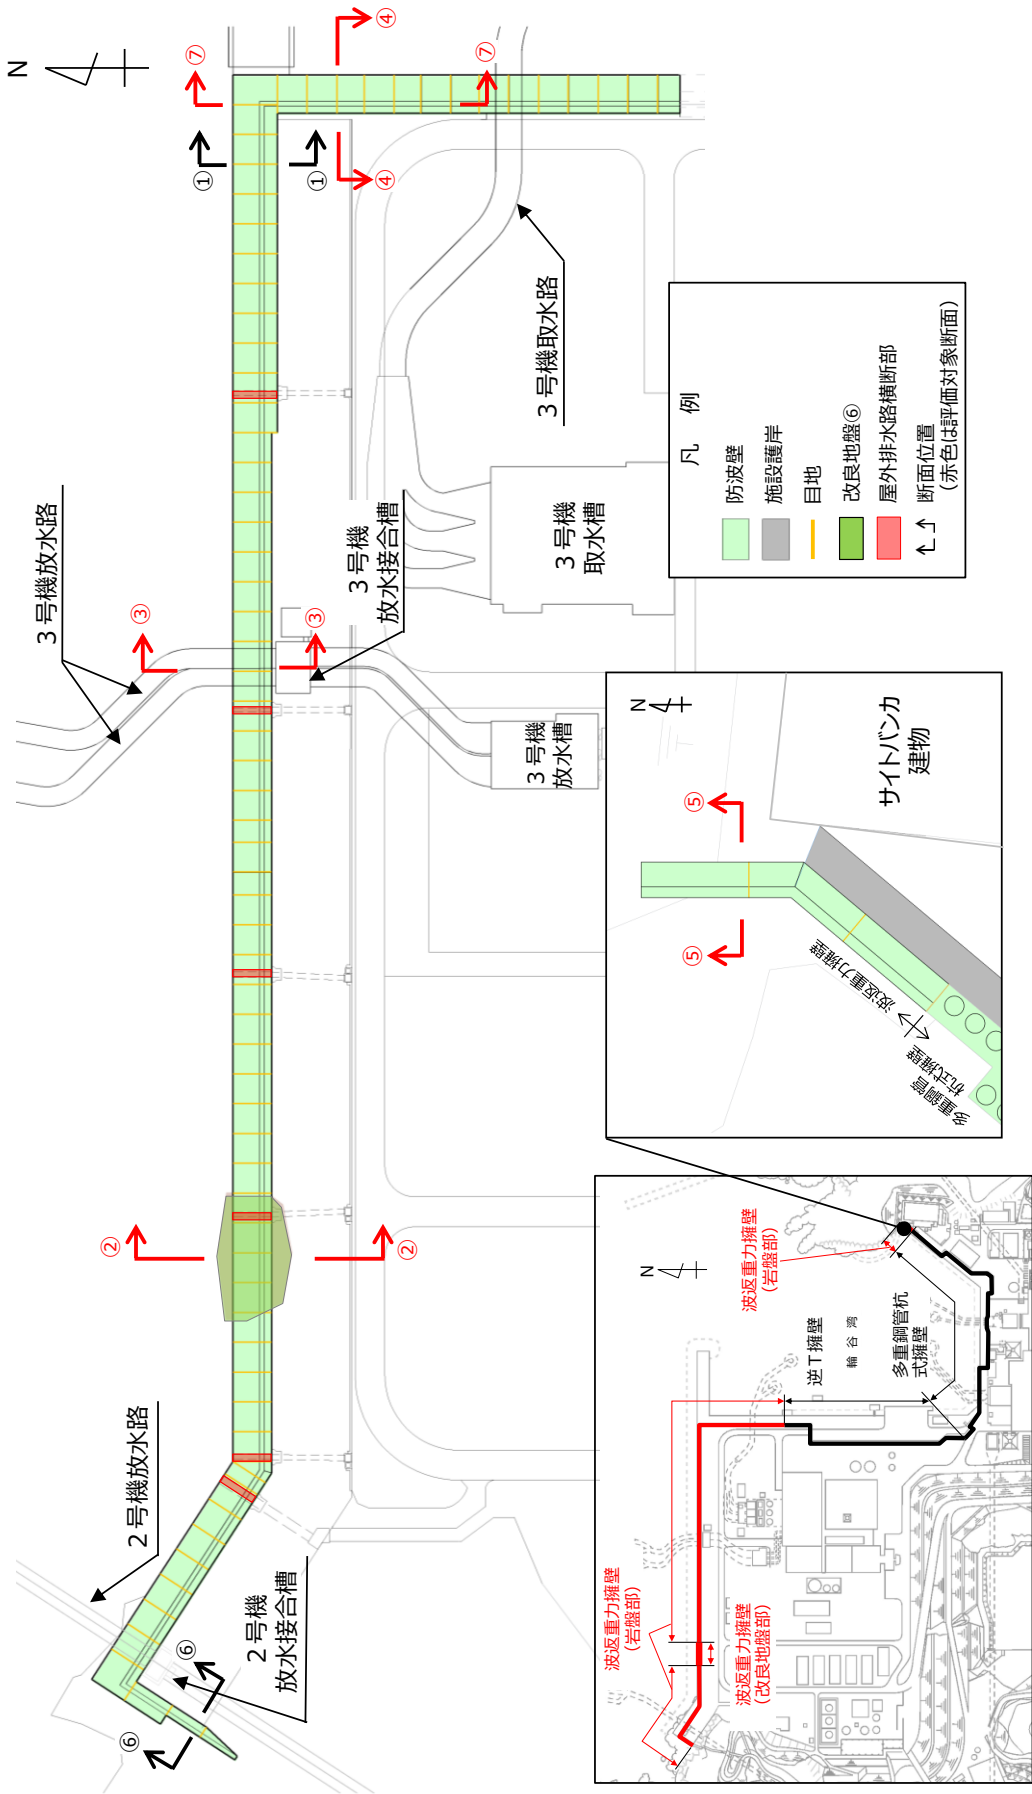 N
⑥
⑥
2号機放水路
2号機
放水接合槽
②
②
3号機放水路
③
③
3号機
放水接合槽
3号機
放水槽
3号機
取水槽
3号機取水路
①
①
④
④
⑦
⑦
凡　例
防波壁
施設護岸
目地
改良地盤⑥
屋外排水路横断部
断面位置
(赤色は評価対象断面)
N
⑤
⑤
サイトバンカ
建物
波返重力擁壁
多重鋼管
杭式擁壁
N
波返重力擁壁
(岩盤部)
波返重力擁壁
(改良地盤部)
波返重力擁壁
(岩盤部)
逆T擁壁
輪谷湾
多重鋼管杭
式擁壁